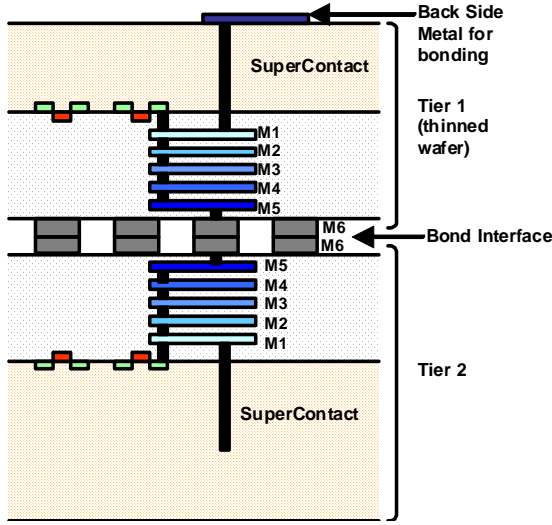 Back Side
Metal for
bonding
SuperContact
Tier 1
(thinned
wafer)
M1
M2
M3
M4
M5
M6
M6
Bond Interface
M5
M4
M3
M2
M1
Tier 2
SuperContact